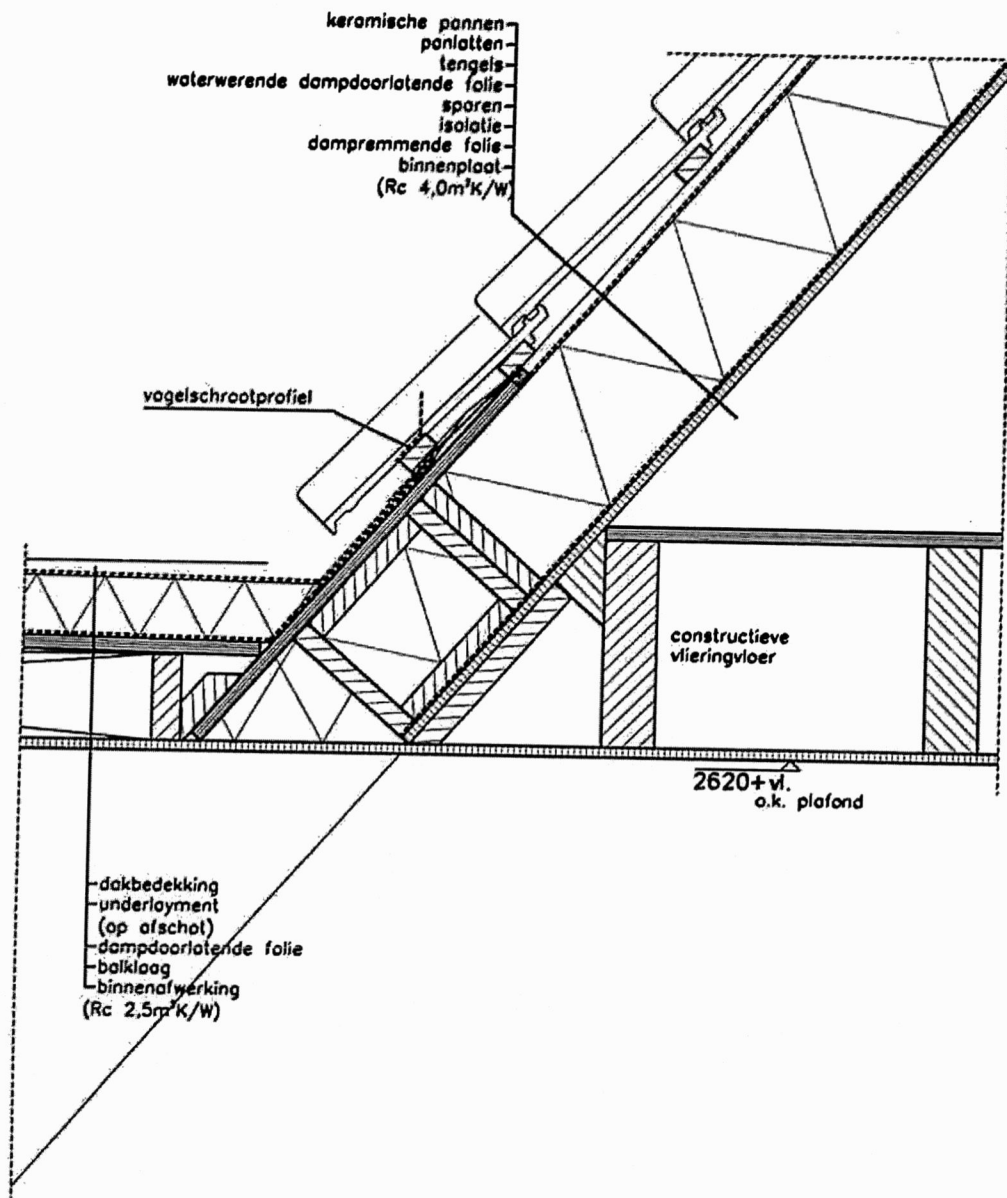 keramische pannen
panlatten
tengels
waterwerende dampdoorlatende folie
sporen
isolatie
dampremmende folie
binnenplaat
(Rc 4,0m²K/W)
vogelschrootprofiel
constructieve
vlieringvloer
2620+vl.
o.k. plafond
dakbedekking
underlayment
(op afschot)
dampdoorlatende folie
balklaag
binnenafwerking
(Rc 2,5m²K/W)